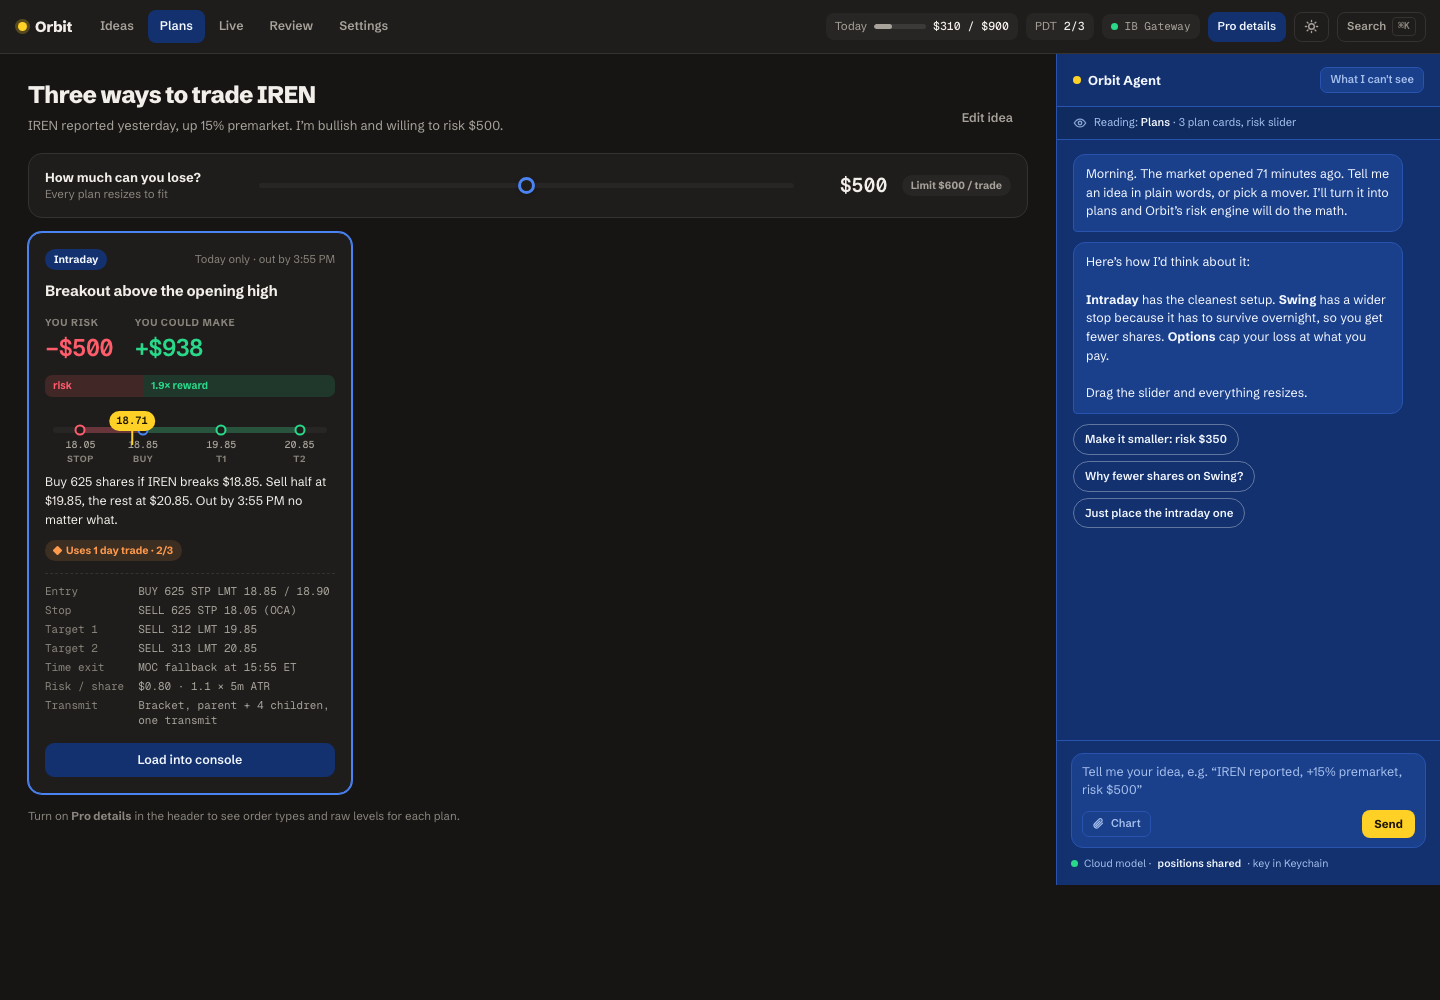 Orbit
Ideas
Plans
Live
Review
Settings
Today $310 / $900
PDT 2/3
IB Gateway
Pro details
Search ⌘K
Three ways to trade IREN
IREN reported yesterday, up 15% premarket. I’m bullish and willing to risk $500.
Edit idea
How much can you lose?
Every plan resizes to fit
$500
Limit $600 / trade
Intraday
Today only · out by 3:55 PM
Breakout above the opening high
YOU RISK
YOU COULD MAKE
−$500
+$938
risk
1.9× reward
18.71
18.05
18.85
19.85
20.85
STOP
BUY
T1
T2
Buy 625 shares if IREN breaks $18.85. Sell half at
$19.85, the rest at $20.85. Out by 3:55 PM no
matter what.
Uses 1 day trade · 2/3
Entry BUY 625 STP LMT 18.85 / 18.90
Stop SELL 625 STP 18.05 (OCA)
Target 1 SELL 312 LMT 19.85
Target 2 SELL 313 LMT 20.85
Time exit MOC fallback at 15:55 ET
Risk / share $0.80 · 1.1 × 5m ATR
Transmit Bracket, parent + 4 children,
one transmit
Load into console
Turn on Pro details in the header to see order types and raw levels for each plan.
Orbit Agent
What I can't see
Reading: Plans · 3 plan cards, risk slider
Morning. The market opened 71 minutes ago. Tell me
an idea in plain words, or pick a mover. I’ll turn it into
plans and Orbit’s risk engine will do the math.
Here’s how I’d think about it:
Intraday has the cleanest setup. Swing has a wider
stop because it has to survive overnight, so you get
fewer shares. Options cap your loss at what you
pay.
Drag the slider and everything resizes.
Make it smaller: risk $350
Why fewer shares on Swing?
Just place the intraday one
Tell me your idea, e.g. “IREN reported, +15% premarket,
risk $500”
Chart
Send
Cloud model · positions shared · key in Keychain